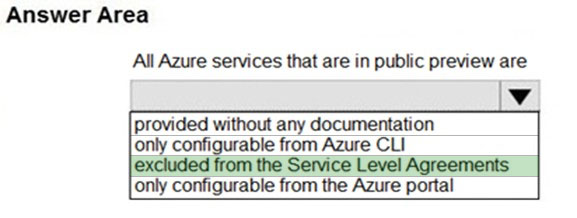 Answer Area
All Azure services that are in public preview are
provided without any documentation
only configurable from Azure CLI
excluded from the Service Level Agreements
only configurable from the Azure portal